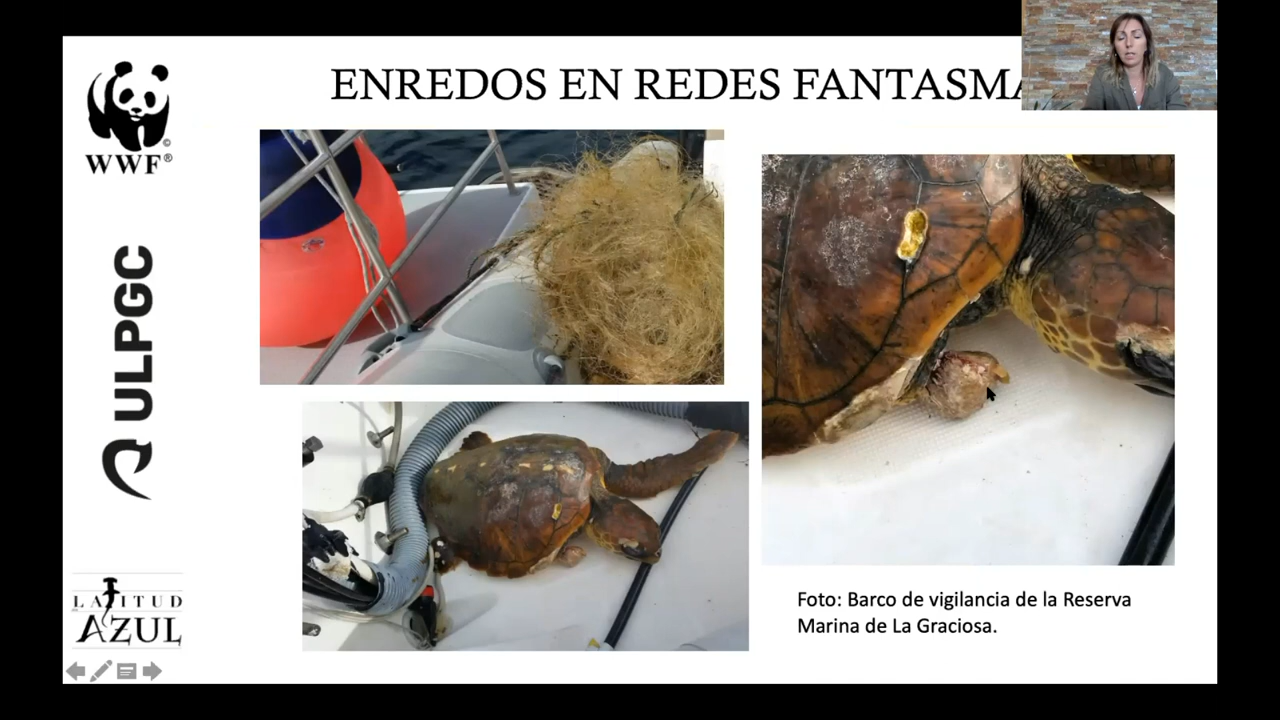 ENREDOS EN REDES FANTASMA
WWF®
©
ULPGC
LATITUD
AZUL
Foto: Barco de vigilancia de la Reserva
Marina de La Graciosa.